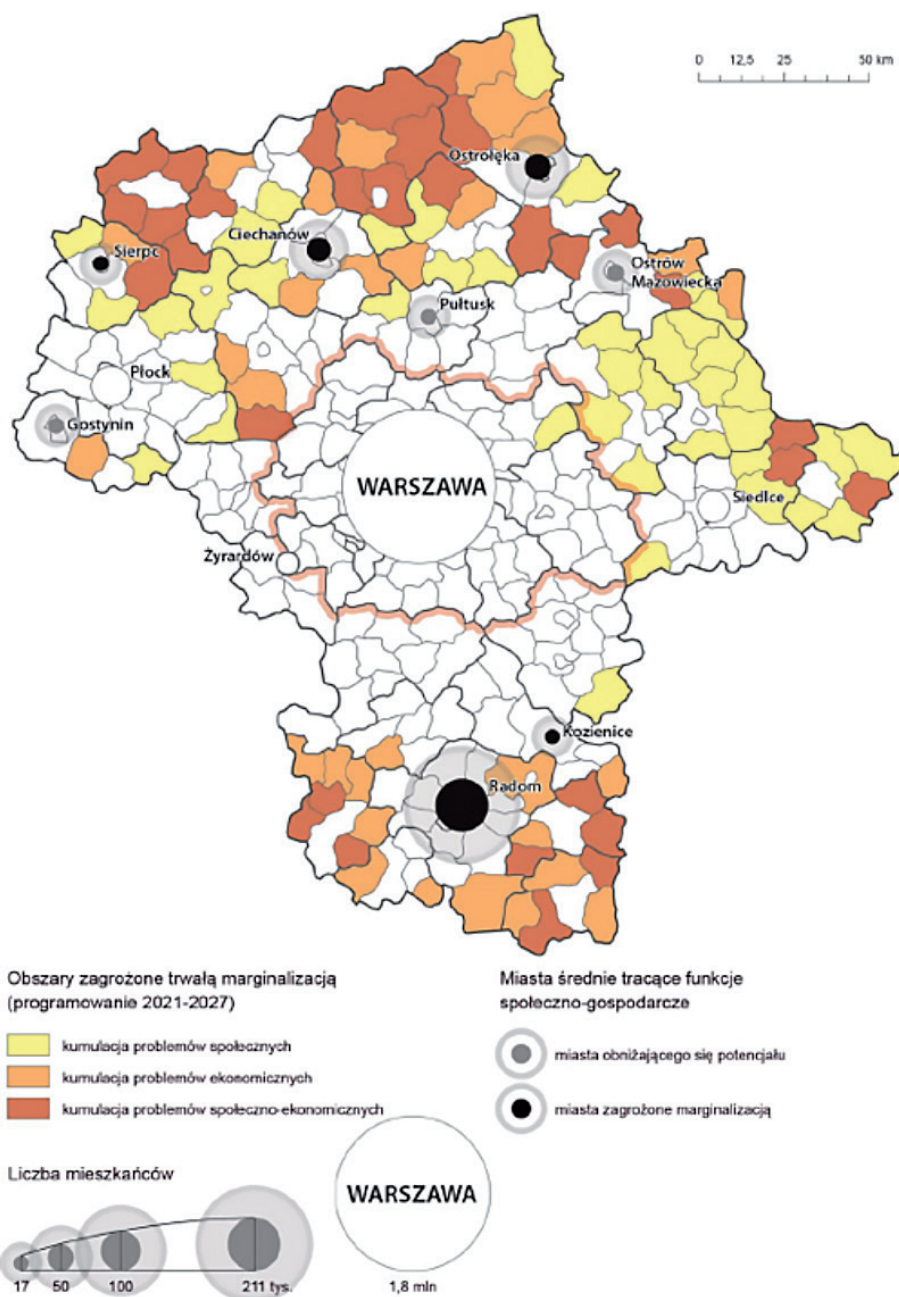 0 12,5 25 50 km
Ostrołęka
Ciechanów
Sierpc
Ostrów
Mazowiecka
Pułtusk
Płock
Gostynin
WARSZAWA
Siedlce
Żyrardów
Kozienice
Radom
Obszary zagrożone trwałą marginalizacją
(programowanie 2021-2027)
kumulacja problemów społecznych
kumulacja problemów ekonomicznych
kumulacja problemów społeczno-ekonomicznych
Miasta średnie tracące funkcje
społeczno-gospodarcze
miasta obniżającego się potencjału
miasta zagrożone marginalizacją
Liczba mieszkańców
17 50 100 211 tys.
WARSZAWA
1,8 mln